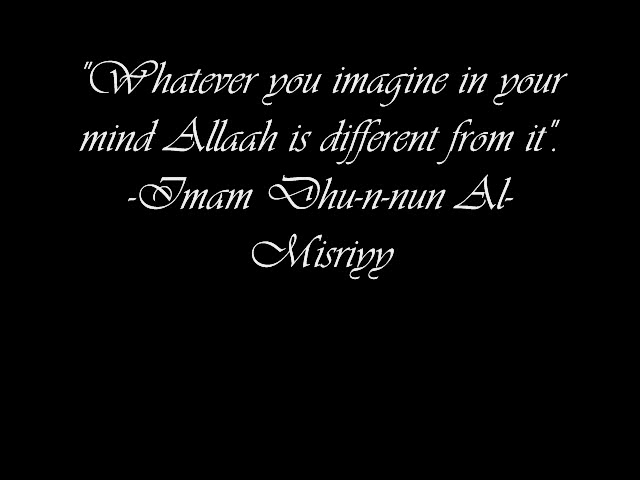 "Whatever you imagine in your
mind Allaah is different from it".
-Imam Dhu-n-nun Al-
Misriyy